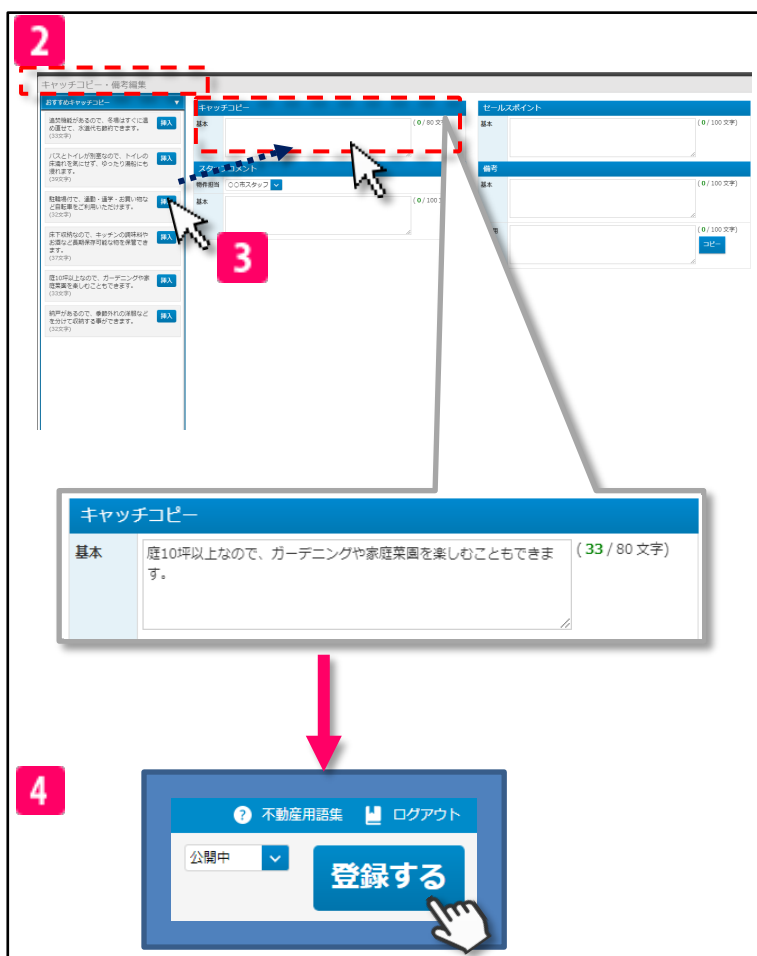 2
キャッチコピー・備考編集
おすすめキャッチコピー ▼
追焚機能があるので、冬場はすぐに温
め直せて、水道代も節約できます。
(33文字)
挿入
バスとトイレが別室なので、トイレの
床濡れを気にせず、ゆったり湯船にも
浸れます。
(39文字)
挿入
駐輪場付で、通勤・通学・お買い物な
ど自転車をご利用いただけます。
(32文字)
挿入
床下収納なので、キッチンの調味料や
お酒など長期保存可能な物を保管でき
ます。
(37文字)
挿入
庭10坪以上なので、ガーデニングや家
庭菜園を楽しむこともできます。
(33文字)
挿入
納戸があるので、季節外れの洋服など
を分けて収納する事ができます。
(32文字)
挿入
キャッチコピー
基本
( 0 / 80 文字)
スタッフコメント
物件担当 〇〇市スタッフ
基本
( 0 / 100
セールスポイント
基本
( 0 / 100 文字)
備考
基本
( 0 / 100 文字)
( 0 / 100 文字)
コピー
3
キャッチコピー
基本
庭10坪以上なので、ガーデニングや家庭菜園を楽しむこともできま
す。
( 33 / 80 文字)
4
? 不動産用語集 ログアウト
公開中
登録する